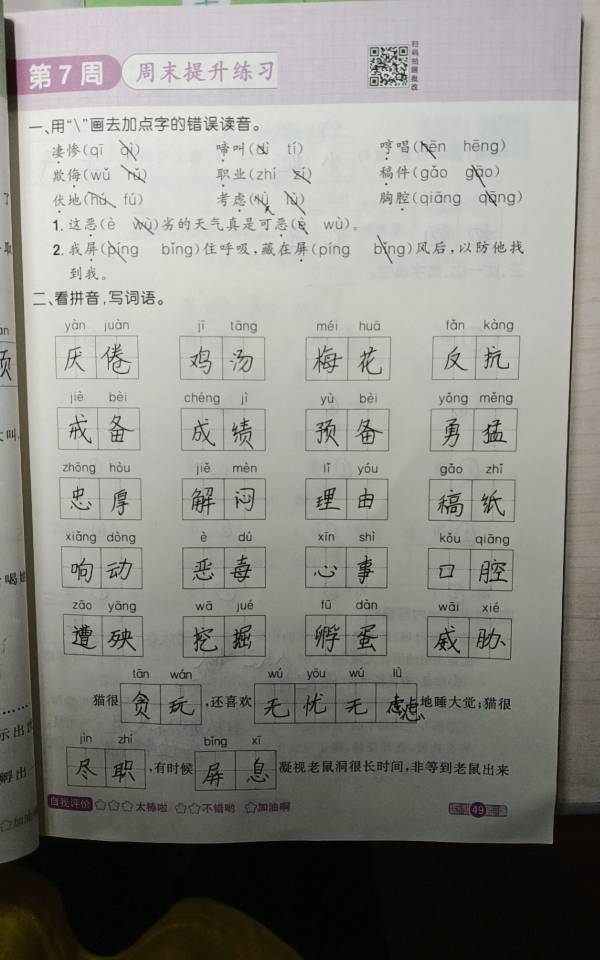 第7周 周末提升练习
扫码拍照批改
一、用“\”画去加点字的错误读音。
凄惨(qī qì) 啼叫(dì tí) 哼唱(hēn hēng)
欺侮(wǔ rǔ) 职业(zhí zí) 稿件(gǎo gāo)
伏地(hú fú) 考虑(lǜ lù) 胸腔(qiāng qāng)
1.这恶(è wù)劣的天气真是可恶(è wù)。
2.我屏(píng bǐng)住呼吸,藏在屏(píng bǐng)风后,以防他找
到我。
二、看拼音,写词语。
yàn juàn jī tāng méi huā fǎn kàng
厌倦 鸡汤 梅花 反抗
jiè bèi chéng jì yù bèi yǒng měng
戒备 成绩 预备 勇猛
zhōng hòu jiě mèn lǐ yóu gǎo zhǐ
忠厚 解闷 理由 稿纸
xiǎng dòng è dú xīn shì kǒu qiāng
响动 恶毒 心事 口腔
zāo yāng wā jué fū dàn wēi xié
遭殃 挖掘 孵蛋 威胁
tān wán wú yōu wú lǜ
猫很贪玩,还喜欢无忧无虑地睡大觉;猫很
jìn zhí bǐng xī
尽职,有时候屏息凝视老鼠洞很长时间,非等到老鼠出来
自我评价 ☆☆☆太棒啦 ☆☆不错哟 ☆加油啊
49